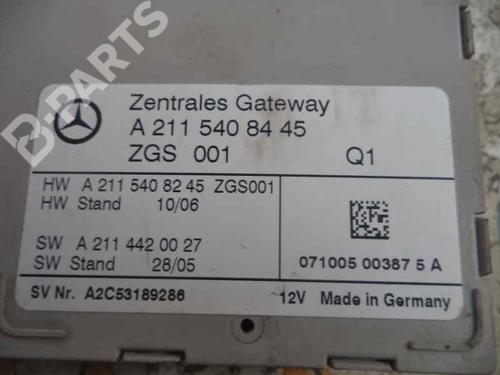 B-PARTS
Zentrales Gateway
A 211 540 84 45
ZGS 001 Q1
HW A 211 540 82 45 ZGS001
HW Stand 10/06
SW A 211 442 00 27
SW Stand 28/05
071005 00387 5 A
SV Nr. A2C53189286 12V Made in Germany